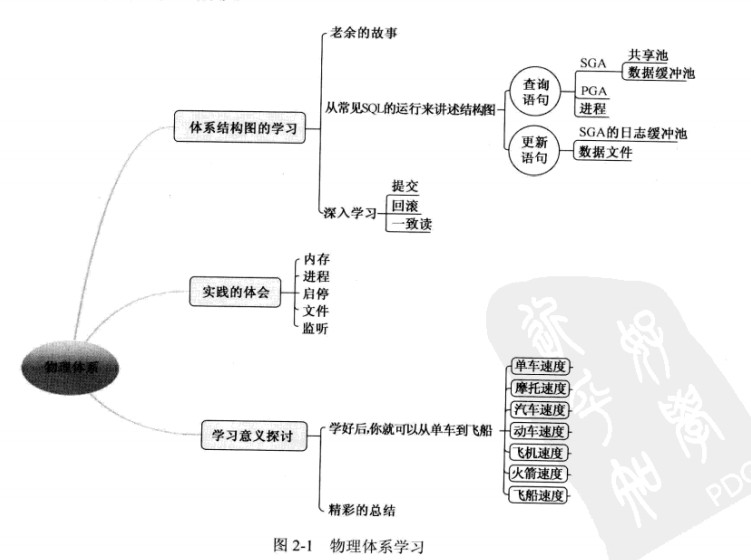 老余的故事
从常见SQL的运行来讲述结构图
SGA
共享池
数据缓冲池
查询
语句
PGA
进程
体系结构图的学习
更新
语句
SGA的日志缓冲池
数据文件
深入学习
提交
回滚
一致读
实践的体会
内存
进程
启停
文件
监听
物理体系
学习意义探讨
学好后,你就可以从单车到飞船
单车速度
摩托速度
汽车速度
动车速度
飞机速度
火箭速度
飞船速度
精彩的总结
图 2-1 物理体系学习
PDG